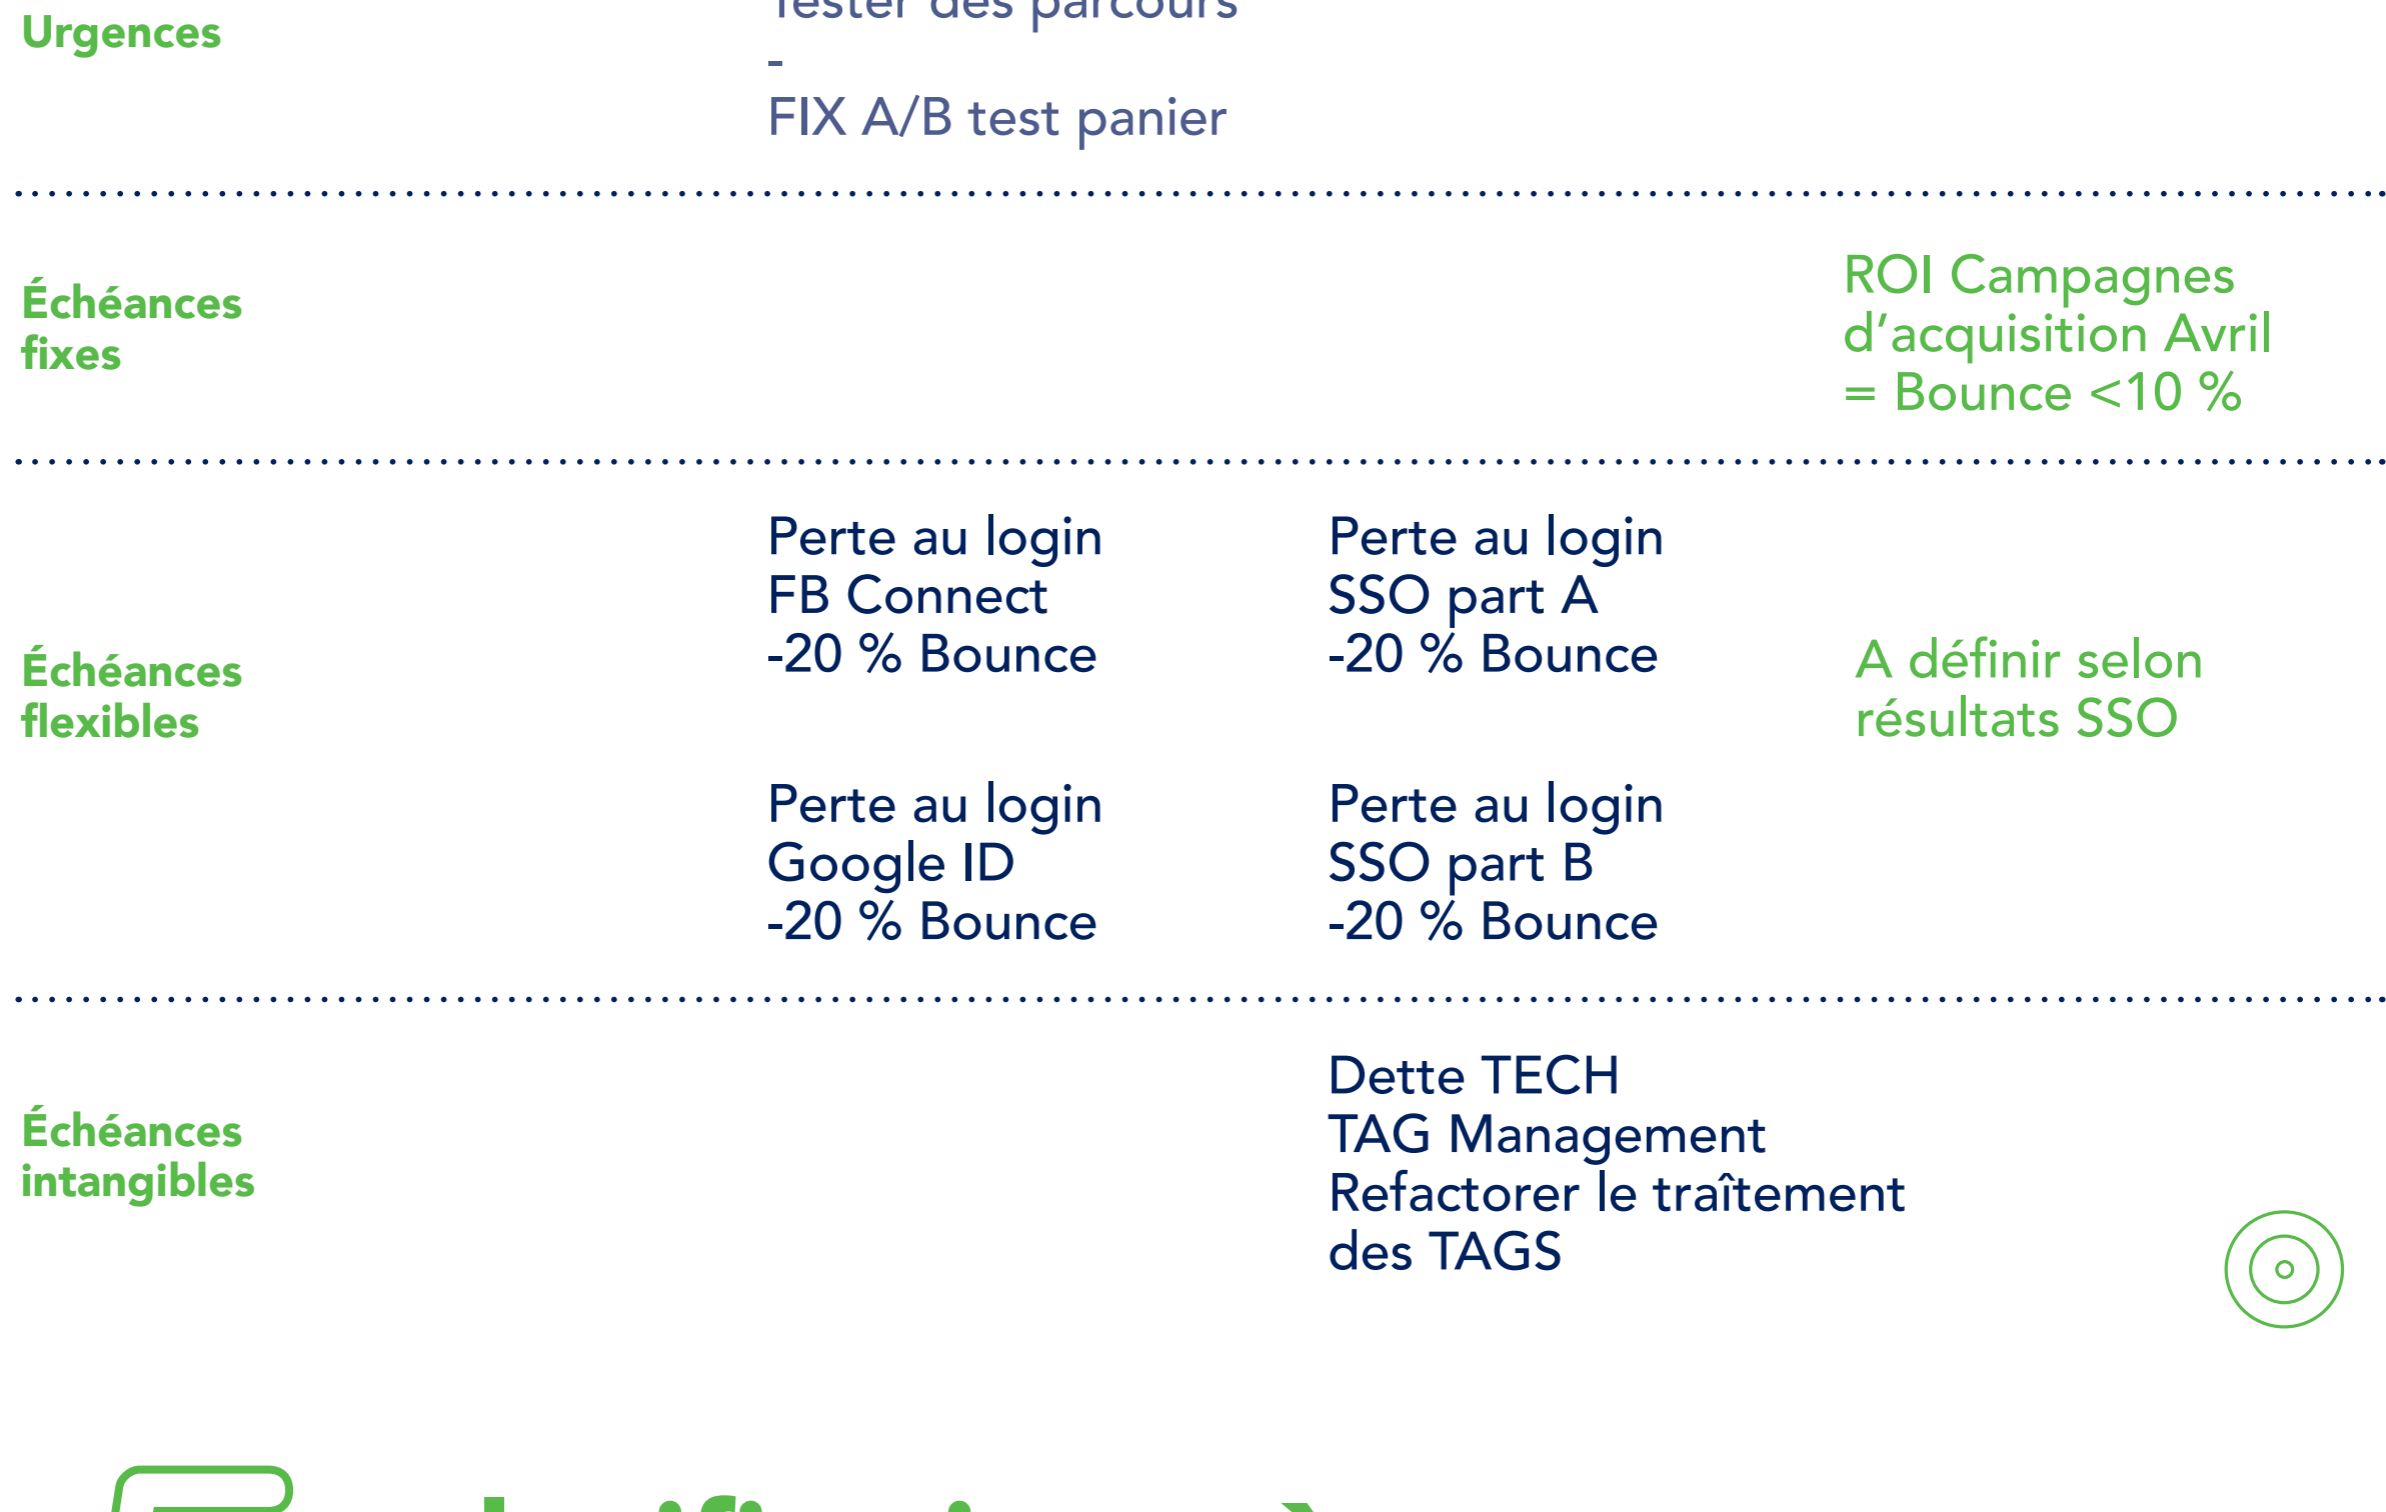 Urgences
Tester des parcours
-
FIX A/B test panier
Échéances
fixes
ROI Campagnes
d’acquisition Avril
= Bounce <10 %
Échéances
flexibles
Perte au login
FB Connect
-20 % Bounce
Perte au login
SSO part A
-20 % Bounce
A définir selon
résultats SSO
Perte au login
Google ID
-20 % Bounce
Perte au login
SSO part B
-20 % Bounce
Échéances
intangibles
Dette TECH
TAG Management
Refactorer le traîtement
des TAGS